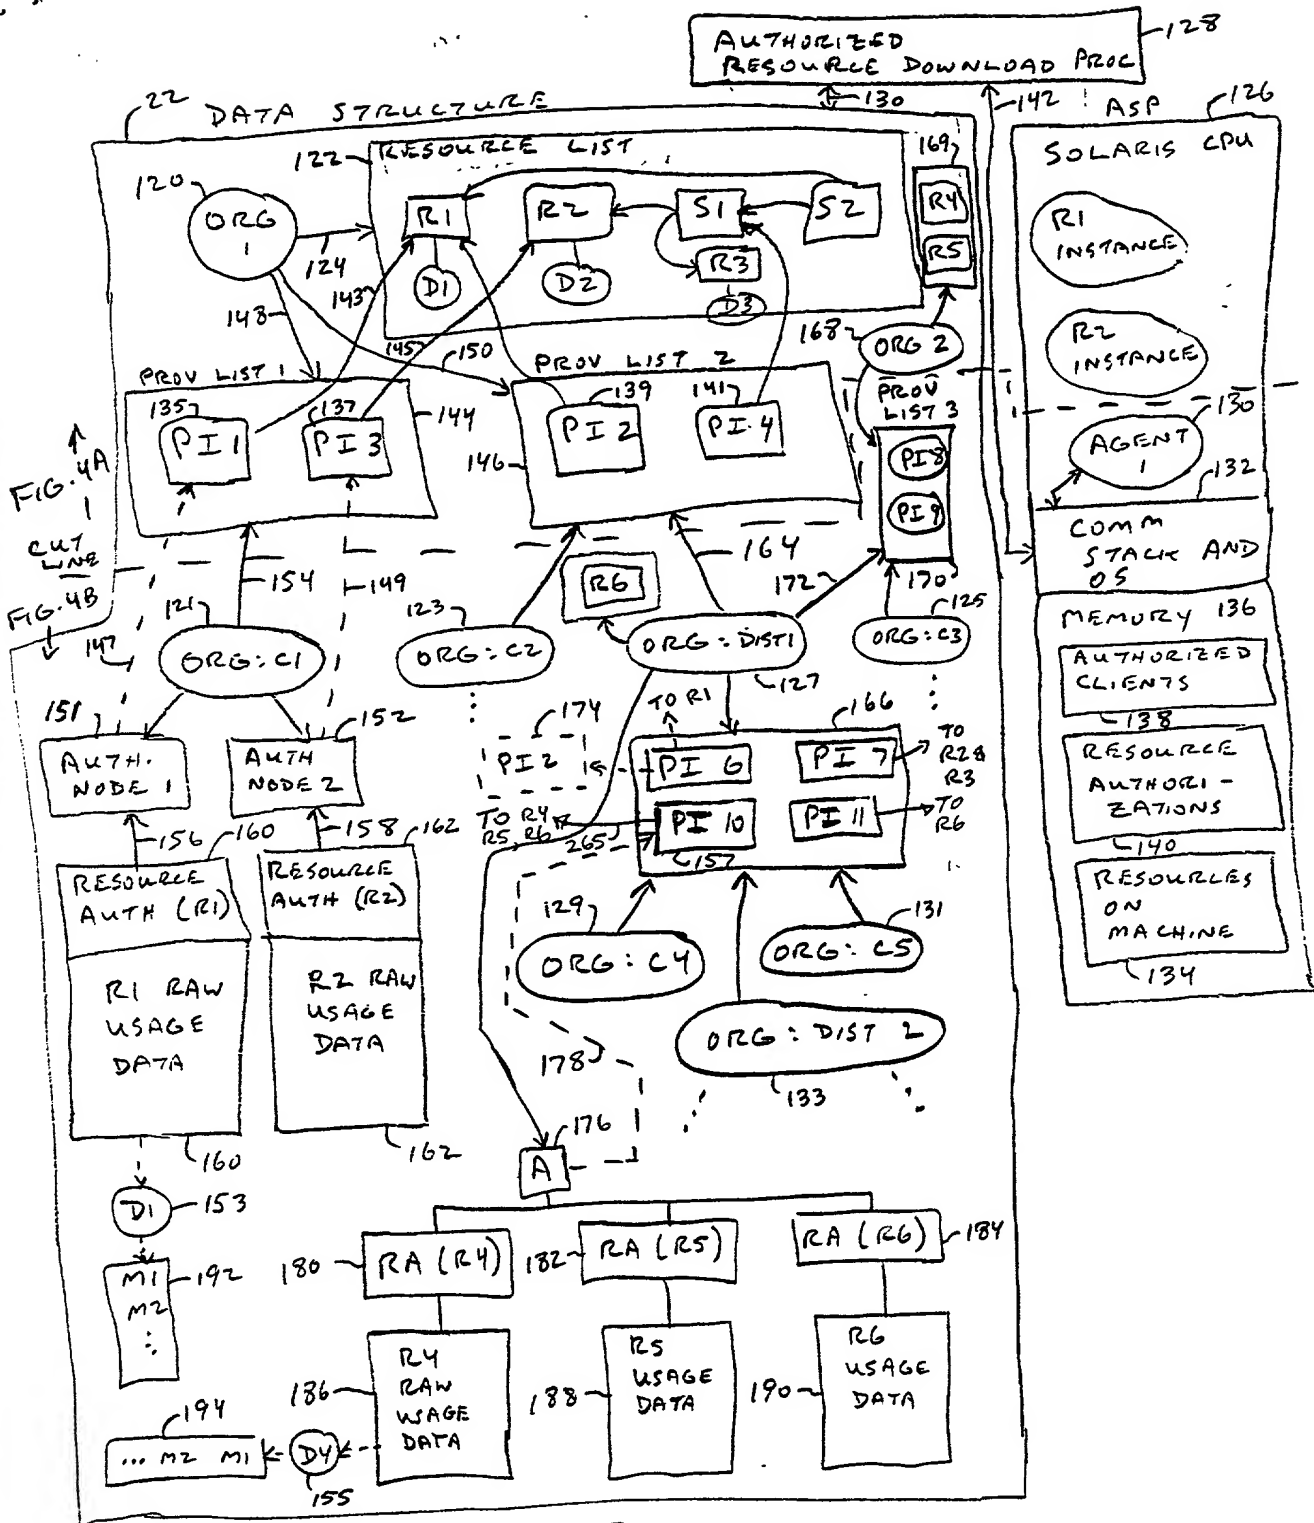 AUTHORIZED
RESOURCE DOWNLOAD PROC
128
22
DATA STRUCTURE
130
142
ASP
126
122
RESOURCE LIST
169
SOLARIS CPU
120
ORG
1
124
R1
R2
S1
S2
R4
R5
R3
D1
D2
D3
R1
INSTANCE
143
148
145
150
168
ORG 2
R2
INSTANCE
PROV LIST 1
PROV LIST 2
PROV
LIST 3
135
PI 1
137
PI 3
144
139
PI 2
141
PI 4
146
PI8
PI9
130
AGENT
1
132
FIG. 4A
CUT
LINE
FIG. 4B
COMM
STACK AND
OS
154
149
164
172
170
R6
121
ORG: C1
123
ORG: C2
ORG: DIST1
127
125
ORG: C3
MEMORY 136
AUTHORIZED
CLIENTS
138
147
151
AUTH.
NODE 1
152
AUTH
NODE 2
174
PI 2
TO R1
166
PI 6
PI 7
TO
R2&
R3
RESOURCE
AUTHORI-
ZATIONS
140
TO R4
R5, R6
265
PI 10
157
PI 11
TO
R6
156
160
158
162
RESOURCE
AUTH (R1)
RESOURCE
AUTH (R2)
RESOURCES
ON
MACHINE
134
129
ORG: C4
131
ORG: C5
R1 RAW
USAGE
DATA
R2 RAW
USAGE
DATA
ORG: DIST 2
133
178
160
162
176
A
D1
153
M1
M2
192
180
RA (R4)
182
RA (R5)
RA (R6)
184
186
R4
RAW
USAGE
DATA
188
R5
USAGE
DATA
190
R6
USAGE
DATA
194
... M2 M1
D4
155